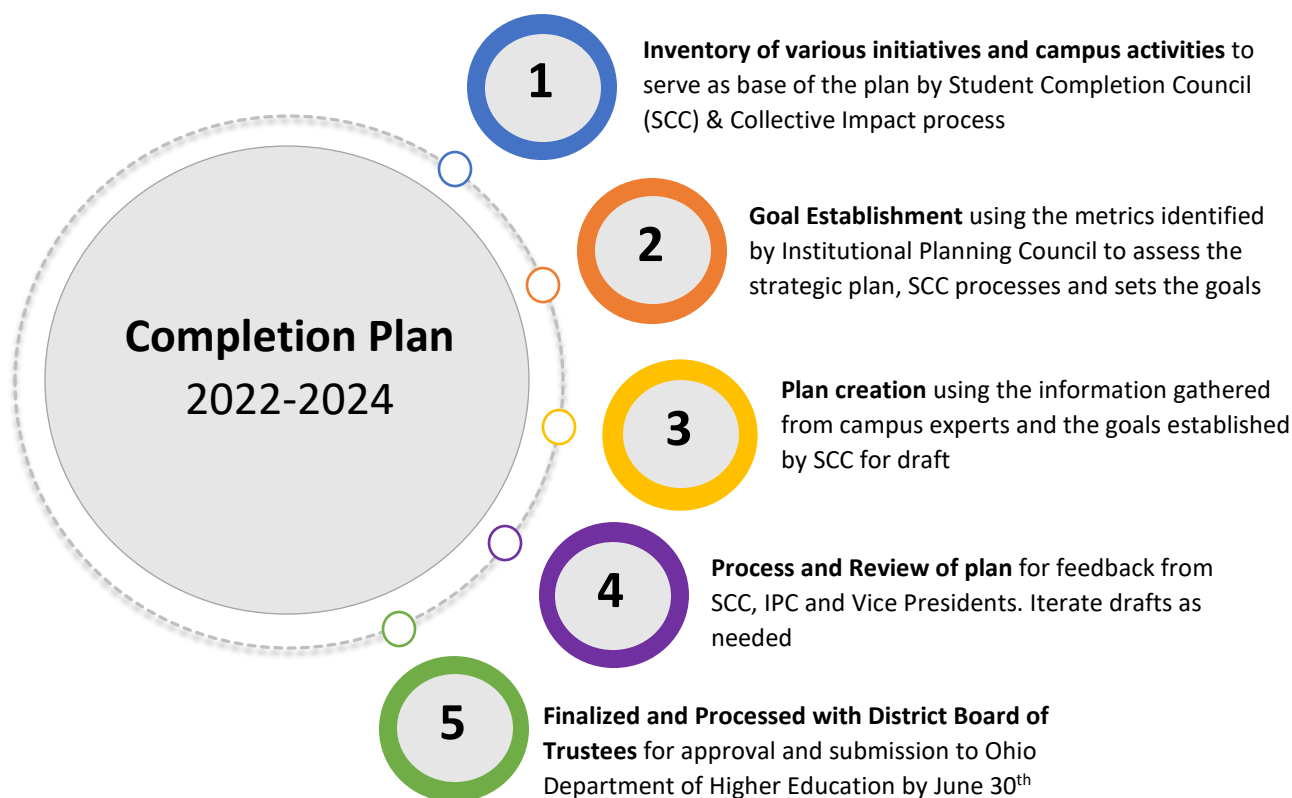 Completion Plan
2022-2024
1
Inventory of various initiatives and campus activities to
serve as base of the plan by Student Completion Council
(SCC) & Collective Impact process
2
Goal Establishment using the metrics identified
by Institutional Planning Council to assess the
strategic plan, SCC processes and sets the goals
3
Plan creation using the information gathered
from campus experts and the goals established
by SCC for draft
4
Process and Review of plan for feedback from
SCC, IPC and Vice Presidents. Iterate drafts as
needed
5
Finalized and Processed with District Board of
Trustees for approval and submission to Ohio
Department of Higher Education by June 30th